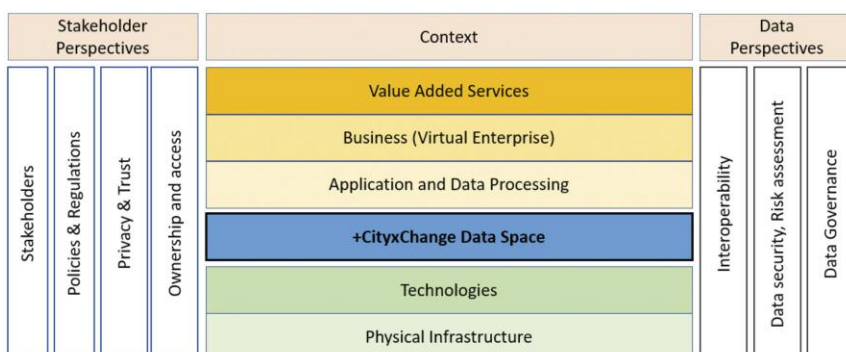 Stakeholder
Perspectives
Context
Data
Perspectives
Stakeholders
Policies & Regulations
Privacy & Trust
Ownership and access
Value Added Services
Business (Virtual Enterprise)
Application and Data Processing
+CityxChange Data Space
Technologies
Physical Infrastructure
Interoperability
Data security, Risk assessment
Data Governance